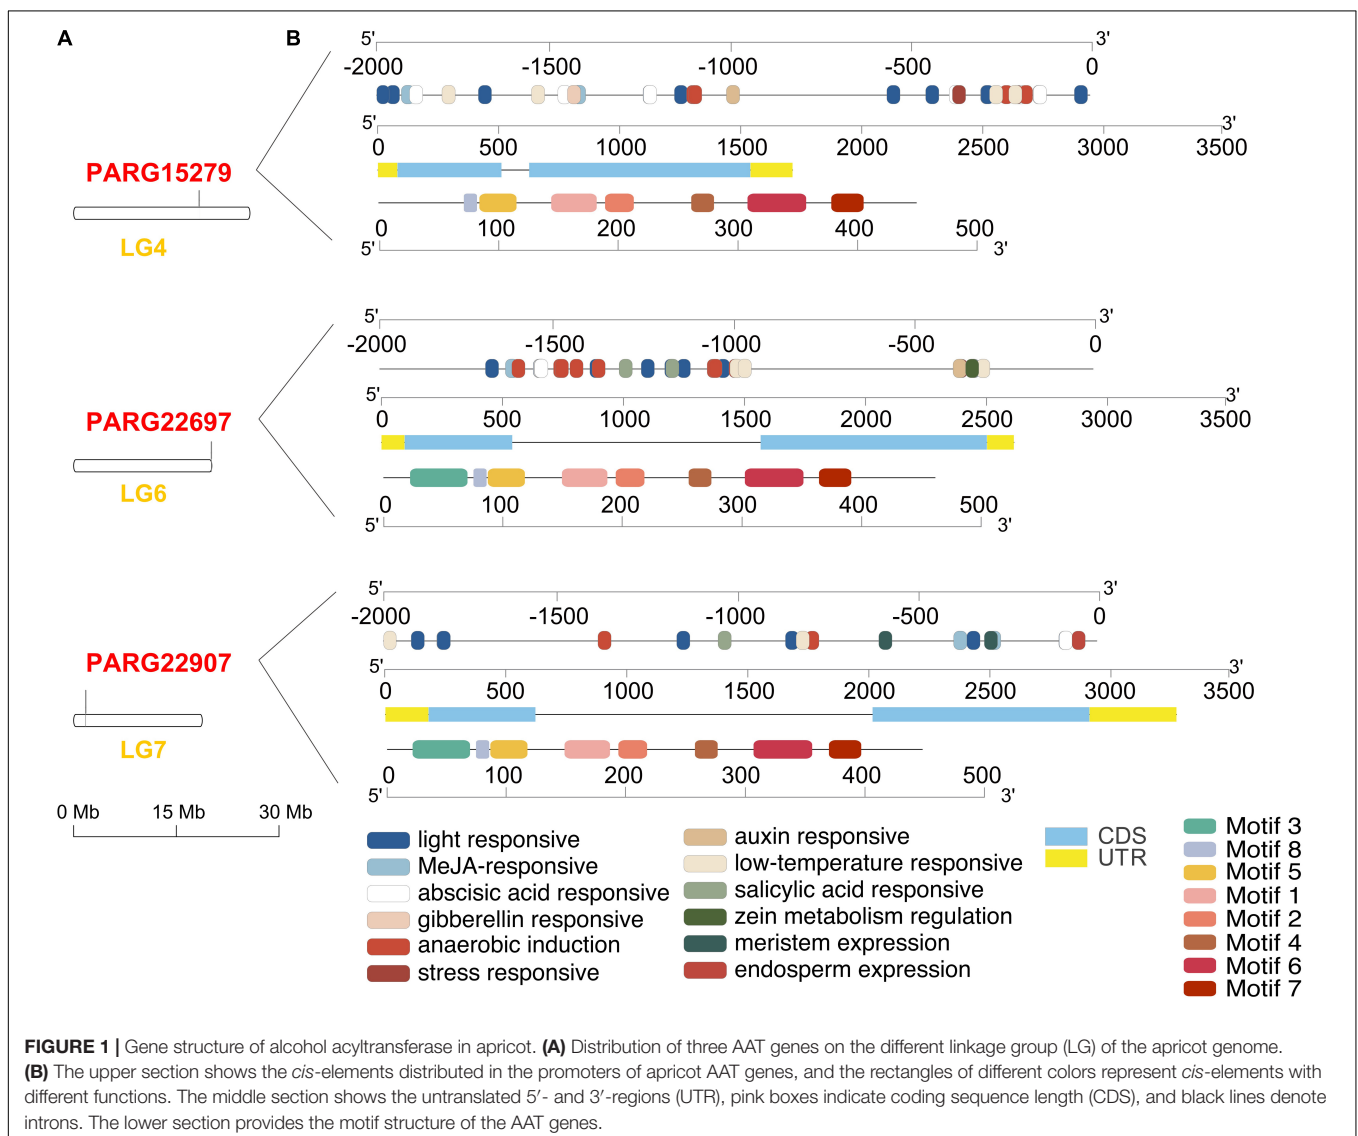 A
B
5' 3'
-2000 -1500 -1000 -500 0
5' 3'
0 500 1000 1500 2000 2500 3000 3500
PARG15279
LG4
0 100 200 300 400 500
5' 3'
5' 3'
-2000 -1500 -1000 -500 0
5' 3'
0 500 1000 1500 2000 2500 3000 3500
PARG22697
LG6
0 100 200 300 400 500
5' 3'
5' 3'
-2000 -1500 -1000 -500 0
5' 3'
0 500 1000 1500 2000 2500 3000 3500
PARG22907
LG7
0 100 200 300 400 500
5' 3'
0 Mb 15 Mb 30 Mb
light responsive
MeJA-responsive
abscisic acid responsive
gibberellin responsive
anaerobic induction
stress responsive
auxin responsive
low-temperature responsive
salicylic acid responsive
zein metabolism regulation
meristem expression
endosperm expression
CDS
UTR
Motif 3
Motif 8
Motif 5
Motif 1
Motif 2
Motif 4
Motif 6
Motif 7
FIGURE 1 | Gene structure of alcohol acyltransferase in apricot. (A) Distribution of three AAT genes on the different linkage group (LG) of the apricot genome.
(B) The upper section shows the cis-elements distributed in the promoters of apricot AAT genes, and the rectangles of different colors represent cis-elements with
different functions. The middle section shows the untranslated 5′- and 3′-regions (UTR), pink boxes indicate coding sequence length (CDS), and black lines denote
introns. The lower section provides the motif structure of the AAT genes.